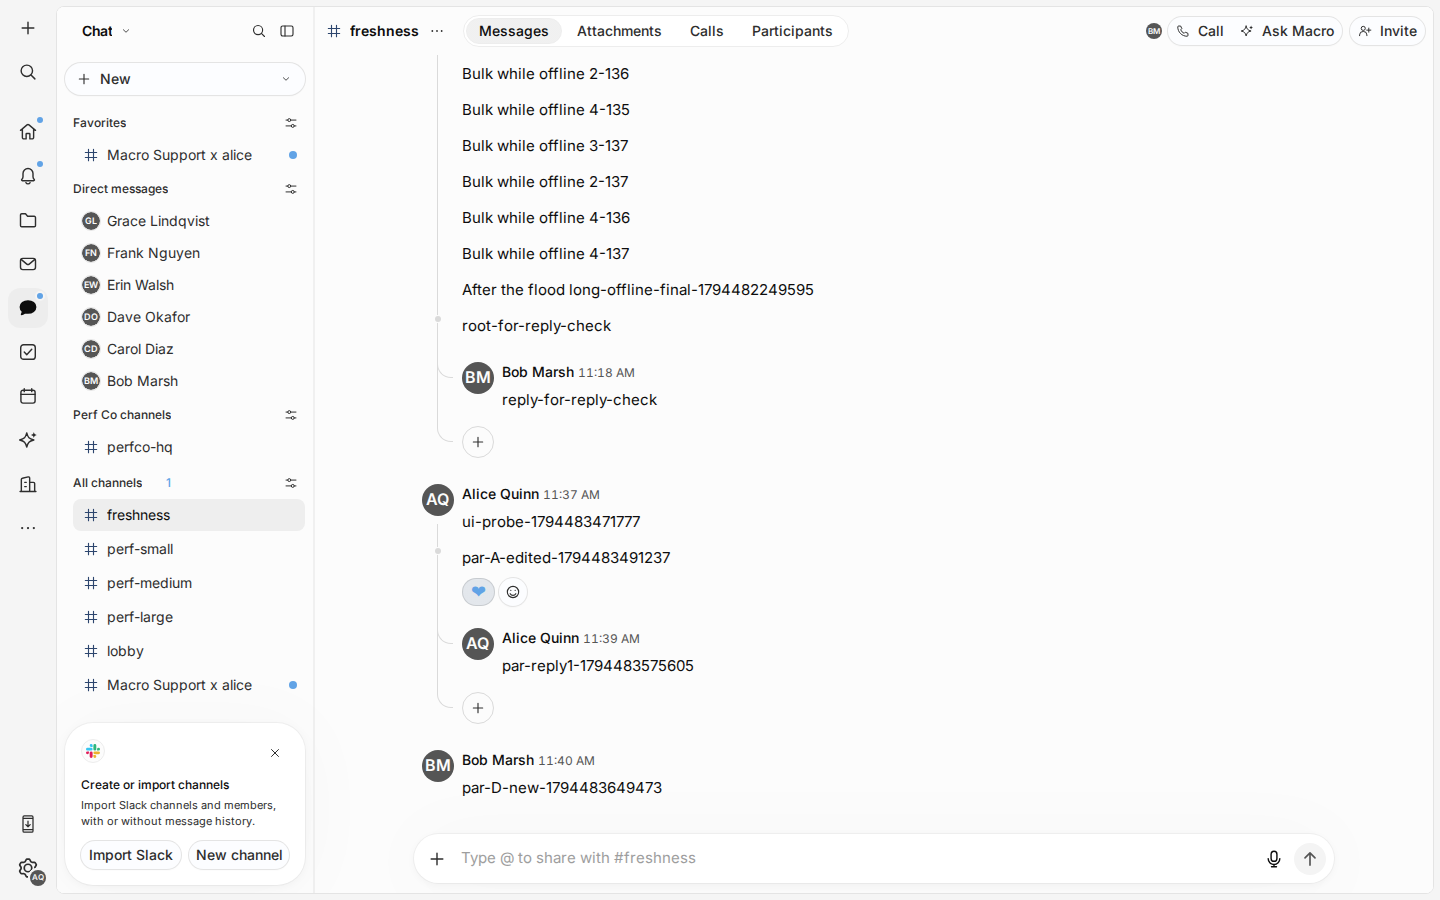 Chat
New
Favorites
Macro Support x alice
Direct messages
GL Grace Lindqvist
FN Frank Nguyen
EW Erin Walsh
DO Dave Okafor
CD Carol Diaz
BM Bob Marsh
Perf Co channels
perfco-hq
All channels 1
freshness
perf-small
perf-medium
perf-large
lobby
Macro Support x alice
Create or import channels
Import Slack channels and members,
with or without message history.
Import Slack New channel
AQ
freshness Messages Attachments Calls Participants BM Call Ask Macro Invite
Bulk while offline 2-136
Bulk while offline 4-135
Bulk while offline 3-137
Bulk while offline 2-137
Bulk while offline 4-136
Bulk while offline 4-137
After the flood long-offline-final-1794482249595
root-for-reply-check
BM Bob Marsh 11:18 AM
reply-for-reply-check
AQ Alice Quinn 11:37 AM
ui-probe-1794483471777
par-A-edited-1794483491237
AQ Alice Quinn 11:39 AM
par-reply1-1794483575605
BM Bob Marsh 11:40 AM
par-D-new-1794483649473
Type @ to share with #freshness